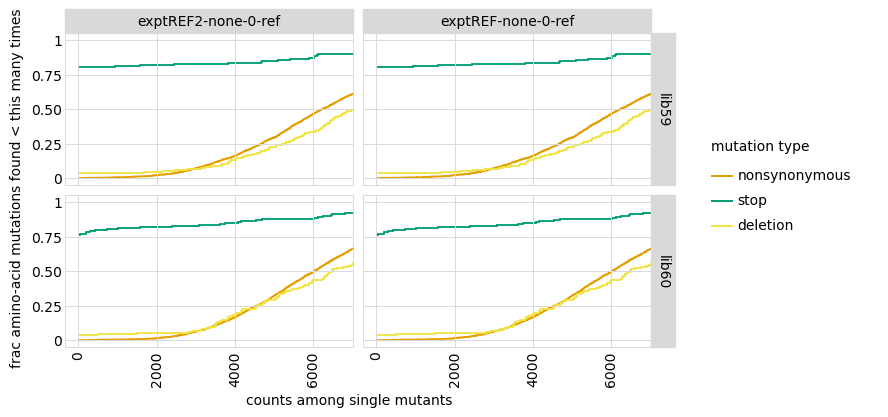 exptREF2-none-0-ref
exptREF-none-0-ref
frac amino-acid mutations found < this many times
1
0.75
0.50
0.25
0
lib59
1
0.75
0.50
0.25
0
lib60
0
2000
4000
6000
0
2000
4000
6000
counts among single mutants
mutation type
nonsynonymous
stop
deletion